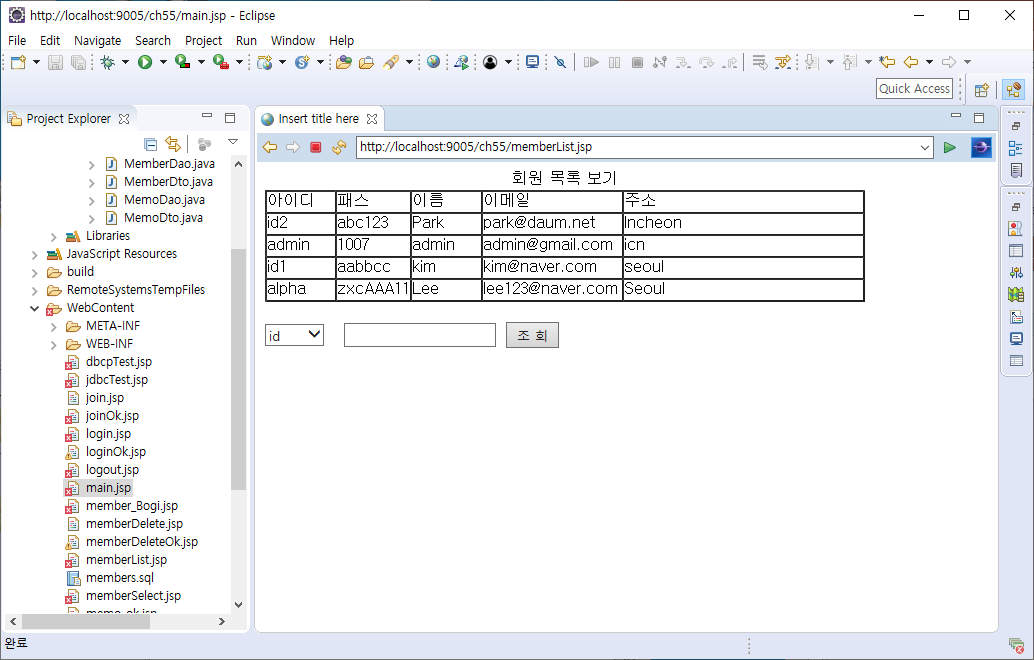 http://localhost:9005/ch55/main.jsp - Eclipse
File Edit Navigate Search Project Run Window Help
Quick Access
Project Explorer
MemberDao.java
MemberDto.java
MemoDao.java
MemoDto.java
Libraries
JavaScript Resources
build
RemoteSystemsTempFiles
WebContent
META-INF
WEB-INF
dbcpTest.jsp
jdbcTest.jsp
join.jsp
joinOk.jsp
login.jsp
loginOk.jsp
logout.jsp
main.jsp
member_Bogi.jsp
memberDelete.jsp
memberDeleteOk.jsp
memberList.jsp
members.sql
memberSelect.jsp
memo_ok.jsp
Insert title here
http://localhost:9005/ch55/memberList.jsp
회원 목록 보기
아이디 패스 이름 이메일 주소
id2 abc123 Park park@daum.net Incheon
admin 1007 admin admin@gmail.com icn
id1 aabbcc kim kim@naver.com seoul
alpha zxcAAA11 Lee lee123@naver.com Seoul
id 조 회
완료